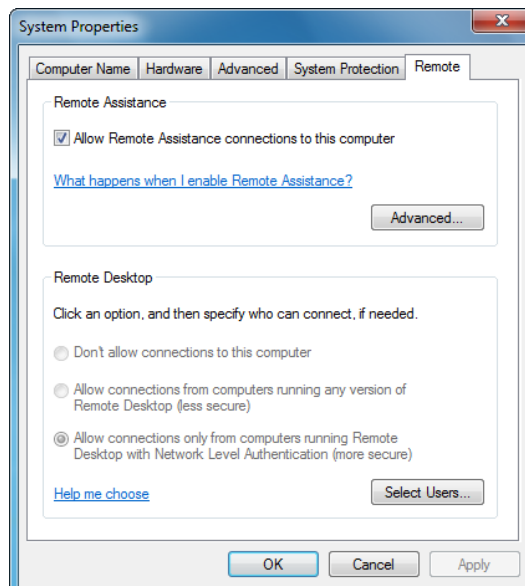 System Properties
Computer Name
Hardware
Advanced
System Protection
Remote
Remote Assistance
Allow Remote Assistance connections to this computer
What happens when I enable Remote Assistance?
Advanced...
Remote Desktop
Click an option, and then specify who can connect, if needed.
Don't allow connections to this computer
Allow connections from computers running any version of
Remote Desktop (less secure)
Allow connections only from computers running Remote
Desktop with Network Level Authentication (more secure)
Help me choose
Select Users...
OK
Cancel
Apply